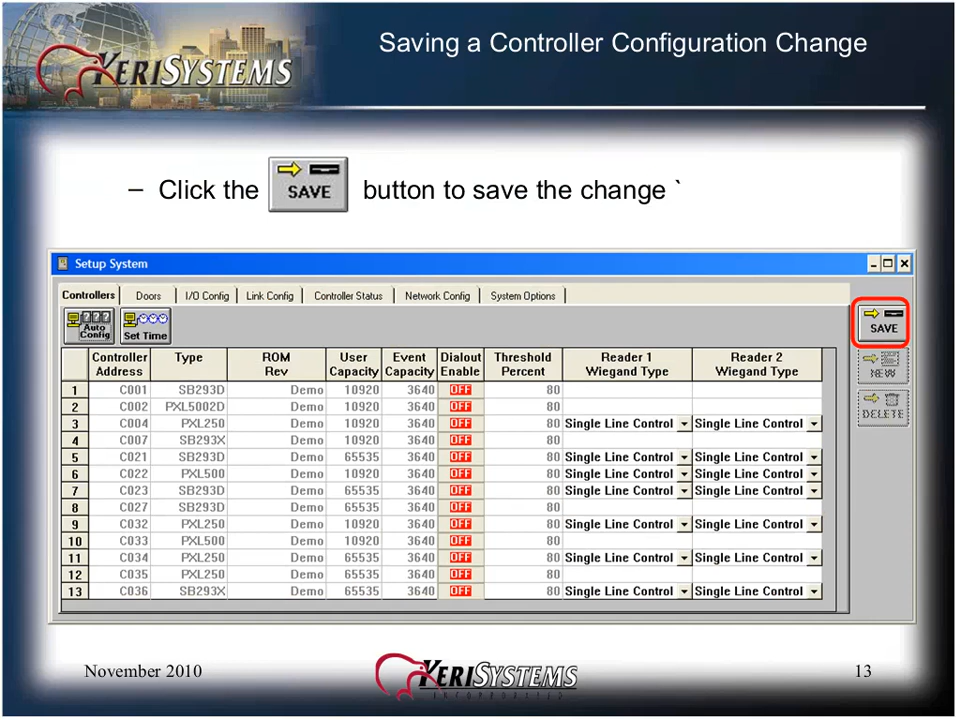 KERISYSTEMS
Saving a Controller Configuration Change
– Click the SAVE button to save the change `
Setup System
Controllers Doors I/O Config Link Config Controller Status Network Config System Options
Auto Config Set Time
SAVE
NEW
DELETE
Controller Address Type ROM Rev User Capacity Event Capacity Dialout Enable Threshold Percent Reader 1 Wiegand Type Reader 2 Wiegand Type
1 C001 SB293D Demo 10920 3640 OFF 80
2 C002 PXL5002D Demo 10920 3640 OFF 80
3 C004 PXL250 Demo 10920 3640 OFF 80 Single Line Control Single Line Control
4 C007 SB293X Demo 10920 3640 OFF 80
5 C021 SB293D Demo 65535 3640 OFF 80 Single Line Control Single Line Control
6 C022 PXL500 Demo 10920 3640 OFF 80 Single Line Control Single Line Control
7 C023 SB293D Demo 65535 3640 OFF 80 Single Line Control Single Line Control
8 C027 SB293D Demo 65535 3640 OFF 80
9 C032 PXL250 Demo 10920 3640 OFF 80 Single Line Control Single Line Control
10 C033 PXL500 Demo 10920 3640 OFF 80
11 C034 PXL250 Demo 65535 3640 OFF 80 Single Line Control Single Line Control
12 C035 PXL250 Demo 65535 3640 OFF 80
13 C036 SB293X Demo 65535 3640 OFF 80 Single Line Control Single Line Control
November 2010
KERISYSTEMS
INCORPORATED
13